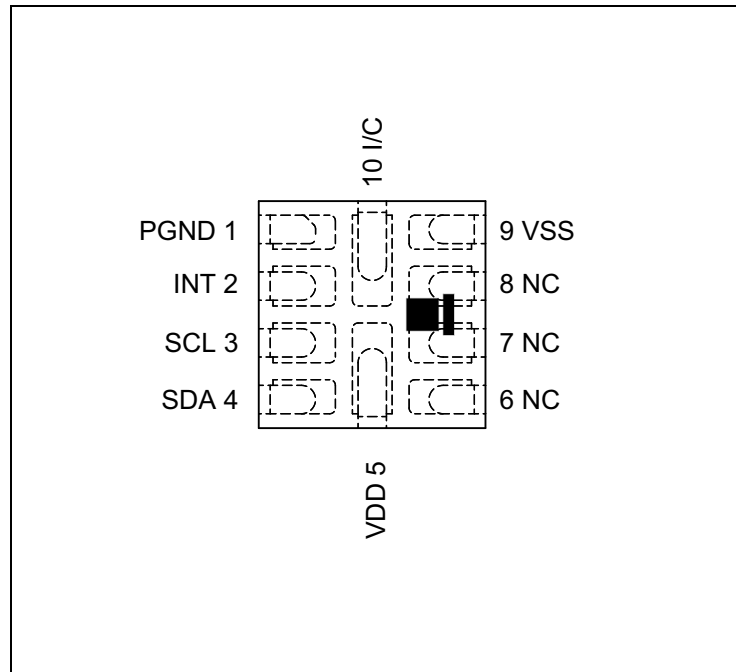 10 I/C
PGND 1
9 VSS
INT 2
8 NC
SCL 3
7 NC
SDA 4
6 NC
VDD 5